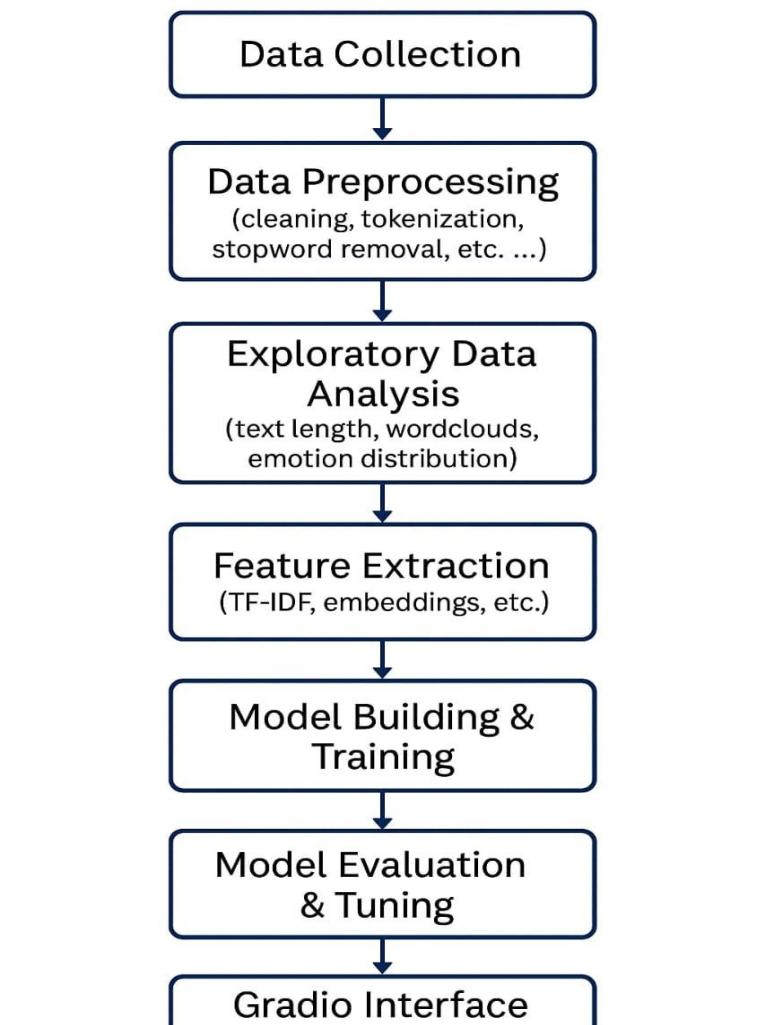 Data Collection
Data Preprocessing
(cleaning, tokenization,
stopword removal, etc. ...)
Exploratory Data
Analysis
(text length, wordclouds,
emotion distribution)
Feature Extraction
(TF-IDF, embeddings, etc.)
Model Building &
Training
Model Evaluation
& Tuning
Gradio Interface